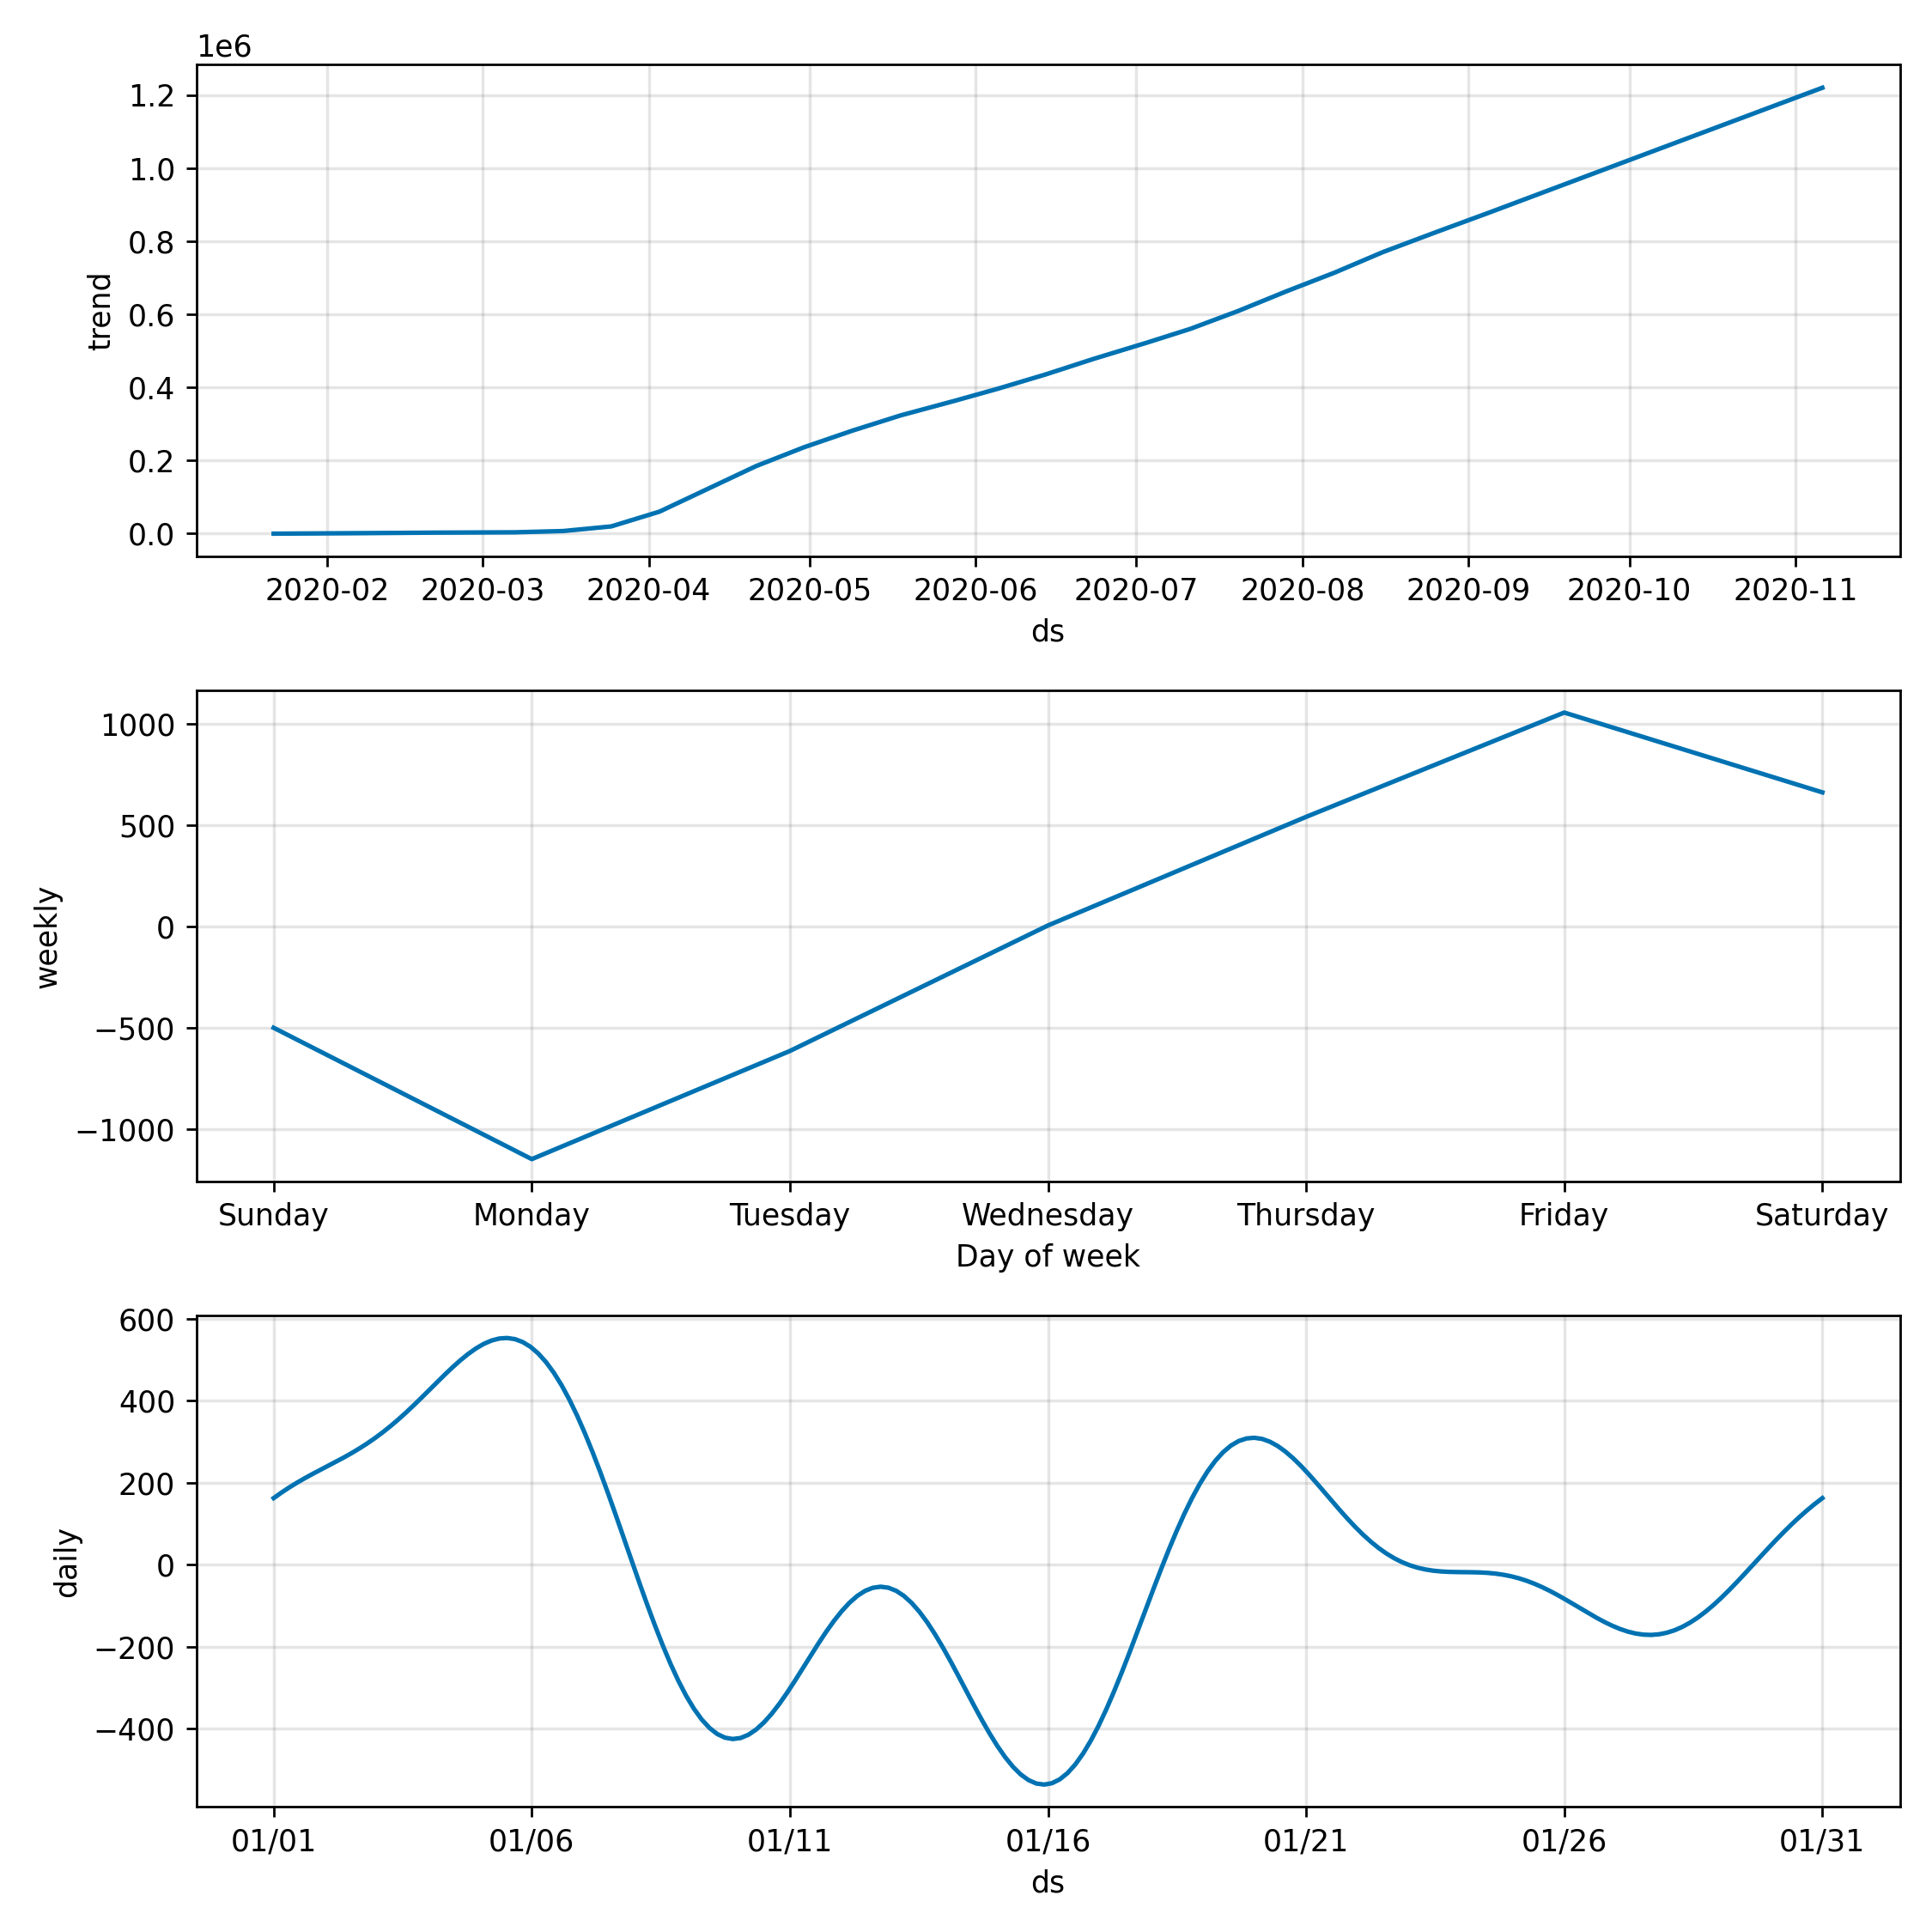 1e6
1.2
1.0
0.8
0.6
0.4
0.2
0.0
trend
2020-02 2020-03 2020-04 2020-05 2020-06 2020-07 2020-08 2020-09 2020-10 2020-11
ds
1000
500
0
−500
−1000
weekly
Sunday Monday Tuesday Wednesday Thursday Friday Saturday
Day of week
600
400
200
0
−200
−400
daily
01/01 01/06 01/11 01/16 01/21 01/26 01/31
ds